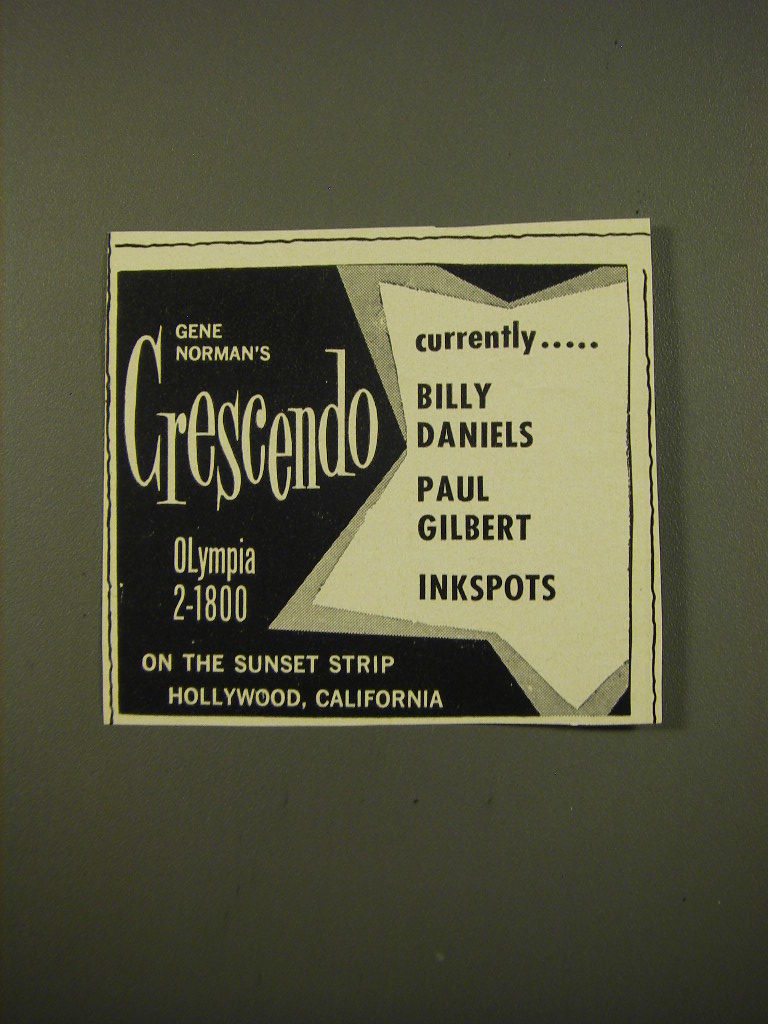 GENE
NORMAN'S
Crescendo
OLympia
2-1800
ON THE SUNSET STRIP
HOLLYWOOD, CALIFORNIA
currently.....
BILLY
DANIELS
PAUL
GILBERT
INKSPOTS